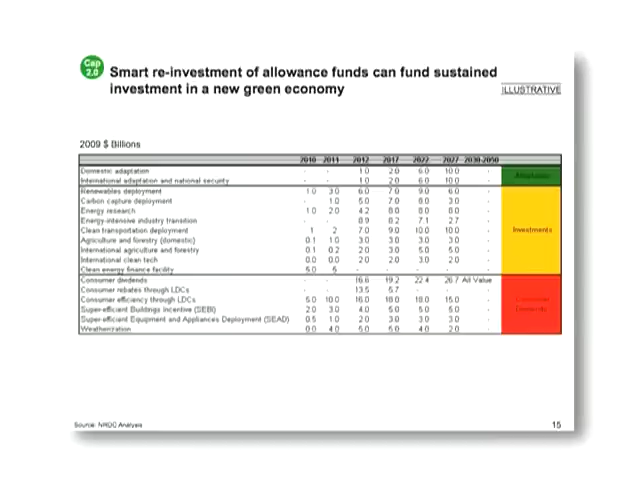 Cap
2.0
Smart re-investment of allowance funds can fund sustained
investment in a new green economy
ILLUSTRATIVE
2009 $ Billions
2010 2011 2012 2017 2022 2027 2030-2050
Domestic adaptation - - 1.0 2.0 6.0 10.0 -
International adaptation and national security - - 1.0 2.0 6.0 10.0 -
Renewables deployment 1.0 3.0 6.0 7.0 9.0 6.0 -
Carbon capture deployment - 1.0 5.0 7.0 8.0 3.0 -
Energy research 1.0 2.0 4.2 8.0 8.0 8.0 -
Energy-intensive industry transition - - 8.2 7.1 2.7 -
Clean transportation deployment 1 2 7.0 9.0 10.0 10.0 -
Agriculture and forestry (domestic) 0.1 1.0 3.0 3.0 3.0 3.0 -
International agriculture and forestry 0.1 0.2 2.0 3.0 5.0 5.0 -
International clean tech 0.0 0.0 2.0 2.0 3.0 2.0 -
Clean energy finance facility 5.0 5 - - - - -
Investments
Consumer dividends - - 16.8 19.2 22.4 26.7 All Value
Consumer rebates through LDCs - - 13.5 6.7 - - -
Consumer efficiency through LDCs 5.0 10.0 16.0 18.0 18.0 15.0 -
Super-efficient Buildings Incentive (SEBI) 2.0 3.0 4.0 5.0 5.0 5.0 -
Super-efficient Equipment and Appliances Deployment (SEAD) 0.5 1.0 2.0 3.0 3.0 3.0 -
Weatherization 0.0 4.0 5.0 5.0 4.0 2.0 -
Source: NRDC Analysis
15